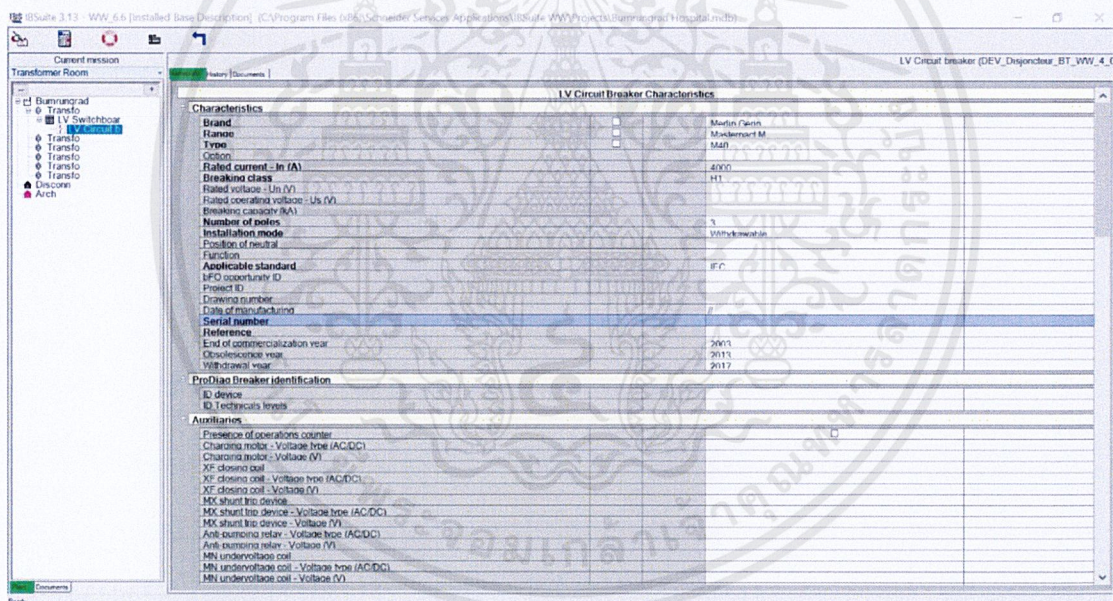 IBSuite 3.13 - WW_6.6 [Installed Base Description] (C:\Program Files (x86)\Schneider Services Applications\IBSuite WW\Projects\Bumrungrad Hospital.mdb)
Current mission
Transformer Room
LV Circuit breaker (DEV_Disjoncteur_BT_WW_4_0
History Documents
Bumrungrad
Transfo
LV Switchboar
LV Circuit b
Transfo
Transfo
Transfo
Transfo
Transfo
Disconn
Arch
LV Circuit Breaker Characteristics
Characteristics
Brand Merlin Gerin
Range Masterpact M
Type M40
Option
Rated current - In (A) 4000
Breaking class H1
Rated voltage - Un (V)
Rated operating voltage - Us (V)
Breaking capacity (kA)
Number of poles 3
Installation mode Withdrawable
Position of neutral
Function
Applicable standard IEC
bFO opportunity ID
Project ID
Drawing number
Date of manufacturing //
Serial number
Reference
End of commercialization year 2003
Obsolescence year 2013
Withdrawal year 2017
ProDiag Breaker identification
ID device
ID Technicals levels
Auxiliaries
Presence of operations counter
Charging motor - Voltage type (AC/DC)
Charging motor - Voltage (V)
XF closing coil
XF closing coil - Voltage type (AC/DC)
XF closing coil - Voltage (V)
MX shunt trip device
MX shunt trip device - Voltage type (AC/DC)
MX shunt trip device - Voltage (V)
Anti-pumping relay - Voltage type (AC/DC)
Anti-pumping relay - Voltage (V)
MN undervoltage coil
MN undervoltage coil - Voltage type (AC/DC)
MN undervoltage coil - Voltage (V)
Documents